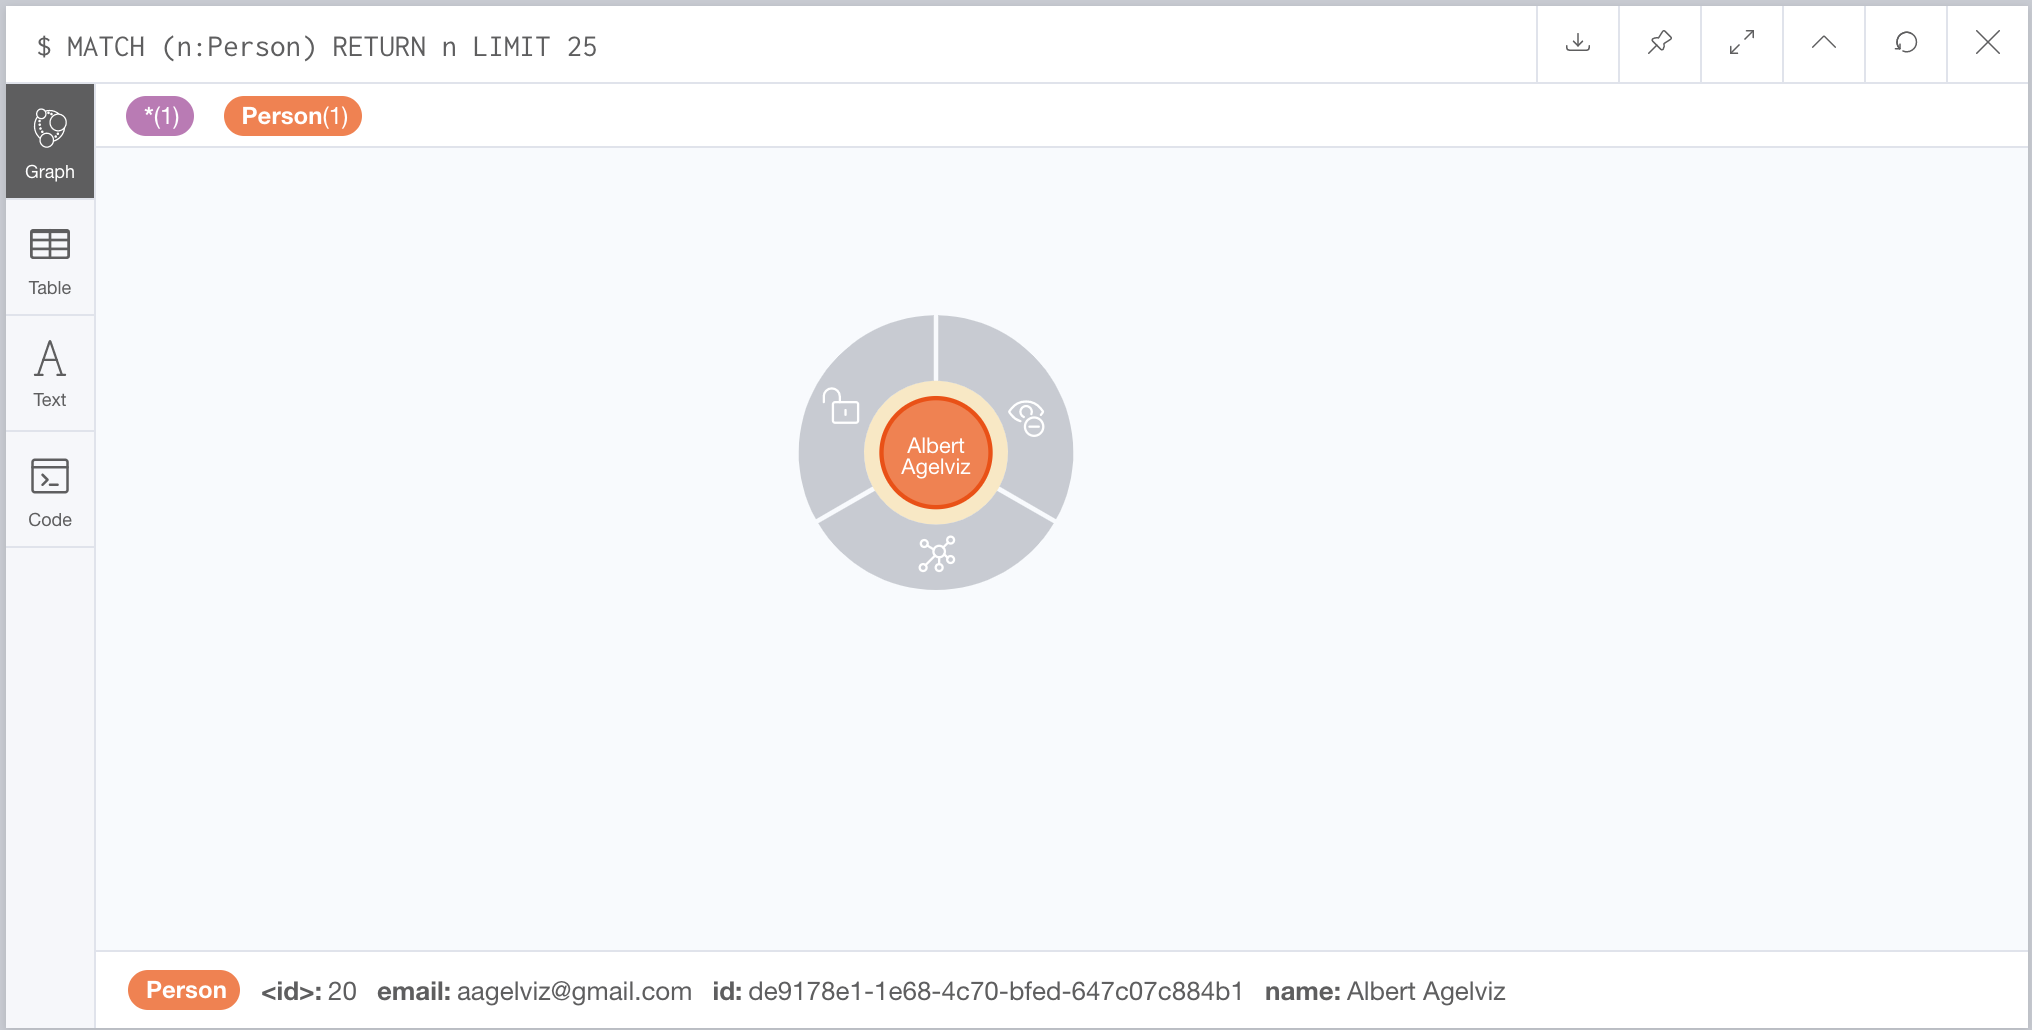 $ MATCH (n:Person) RETURN n LIMIT 25
*(1) Person(1)
Graph
Table
Text
Code
Albert
Agelviz
Person <id>: 20 email: aagelviz@gmail.com id: de9178e1-1e68-4c70-bfed-647c07c884b1 name: Albert Agelviz